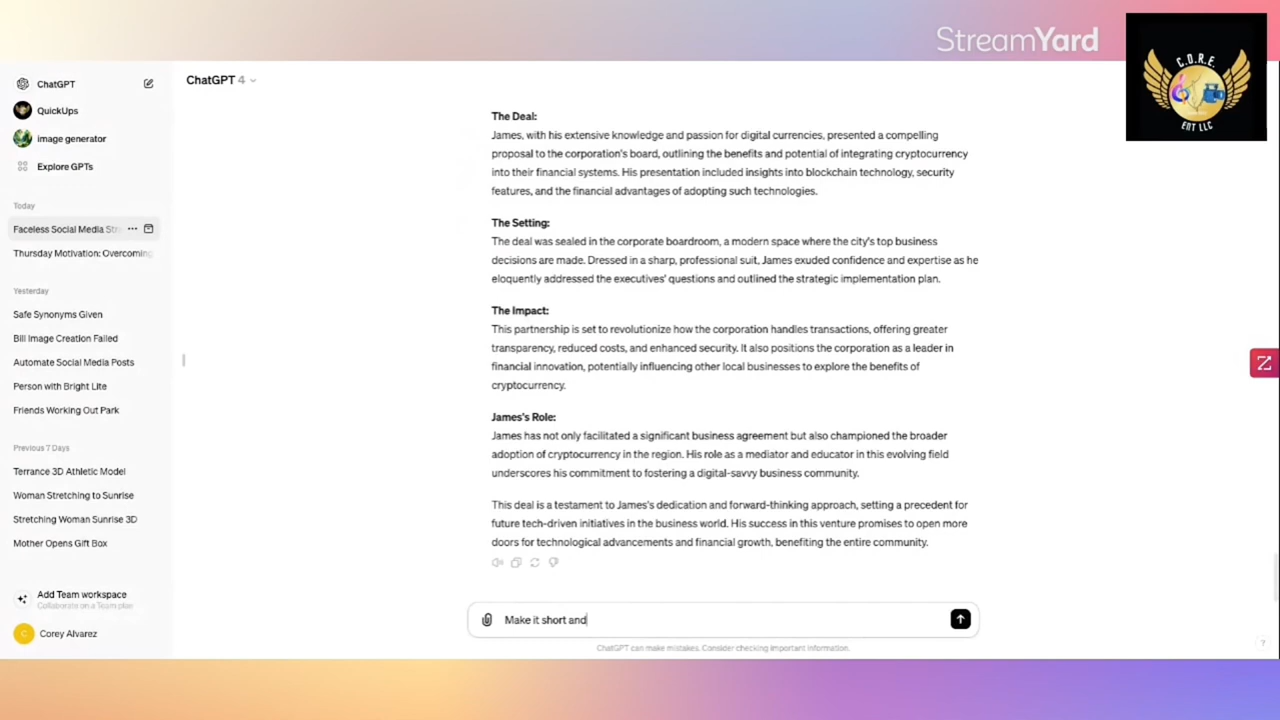 StreamYard
C.O.R.E.
ENT LLC
ChatGPT
QuickUps
image generator
Explore GPTs
Today
Faceless Social Media Str
Thursday Motivation: Overcoming
Yesterday
Safe Synonyms Given
Bill Image Creation Failed
Automate Social Media Posts
Person with Bright Lite
Friends Working Out Park
Previous 7 Days
Terrance 3D Athletic Model
Woman Stretching to Sunrise
Stretching Woman Sunrise 3D
Mother Opens Gift Box
Add Team workspace
Collaborate on a Team plan
C
Corey Alvarez
ChatGPT 4
The Deal:
James, with his extensive knowledge and passion for digital currencies, presented a compelling
proposal to the corporation's board, outlining the benefits and potential of integrating cryptocurrency
into their financial systems. His presentation included insights into blockchain technology, security
features, and the financial advantages of adopting such technologies.
The Setting:
The deal was sealed in the corporate boardroom, a modern space where the city's top business
decisions are made. Dressed in a sharp, professional suit, James exuded confidence and expertise as he
eloquently addressed the executives' questions and outlined the strategic implementation plan.
The Impact:
This partnership is set to revolutionize how the corporation handles transactions, offering greater
transparency, reduced costs, and enhanced security. It also positions the corporation as a leader in
financial innovation, potentially influencing other local businesses to explore the benefits of
cryptocurrency.
James's Role:
James has not only facilitated a significant business agreement but also championed the broader
adoption of cryptocurrency in the region. His role as a mediator and educator in this evolving field
underscores his commitment to fostering a digital-savvy business community.
This deal is a testament to James's dedication and forward-thinking approach, setting a precedent for
future tech-driven initiatives in the business world. His success in this venture promises to open more
doors for technological advancements and financial growth, benefiting the entire community.
Make it short and
ChatGPT can make mistakes. Consider checking important information.
?